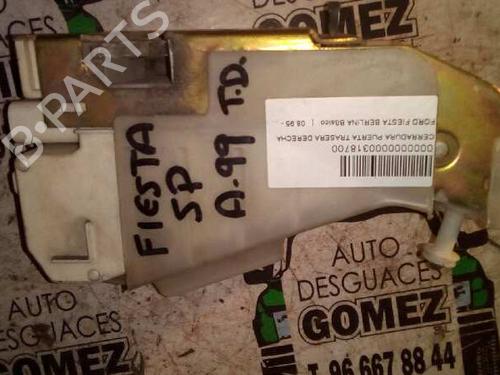 DESGUACES
GOMEZ
B-PARTS
FIESTA
5P
A-99 T.D.
FORD FIESTA BERLINA Básico | 08.95 -
CERRADURA PUERTA TRASERA DERECHA
0000000000318700
AUTO
DESGUACES
GOMEZ
AUTO
DESGUACES
GOMEZ
T. 96 667 88 44